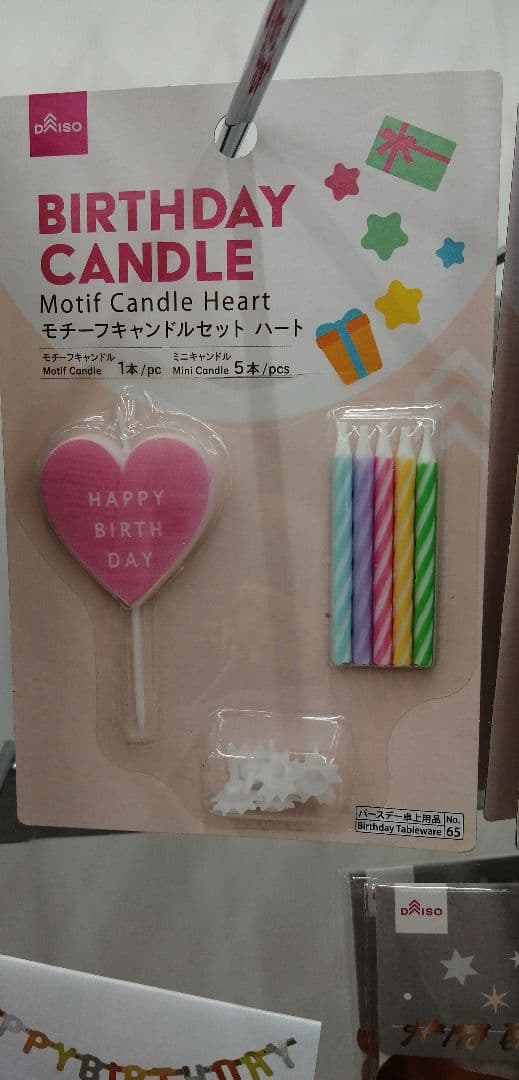 DAISO
BIRTHDAY
CANDLE
Motif Candle Heart
モチーフキャンドルセット ハート
モチーフキャンドル
Motif Candle 1本/pc
ミニキャンドル
Mini Candle 5本/pcs
HAPPY
BIRTH
DAY
バースデー卓上用品 No.
Birthday Tableware 65
DAISO
PPYBIRTHDAY